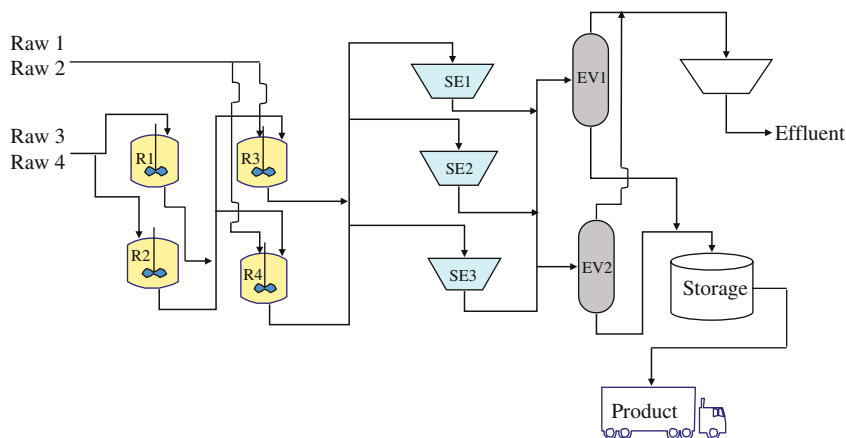 Raw 1
Raw 2
Raw 3
Raw 4
R1
R2
R3
R4
SE1
SE2
SE3
EV1
EV2
Effluent
Storage
Product